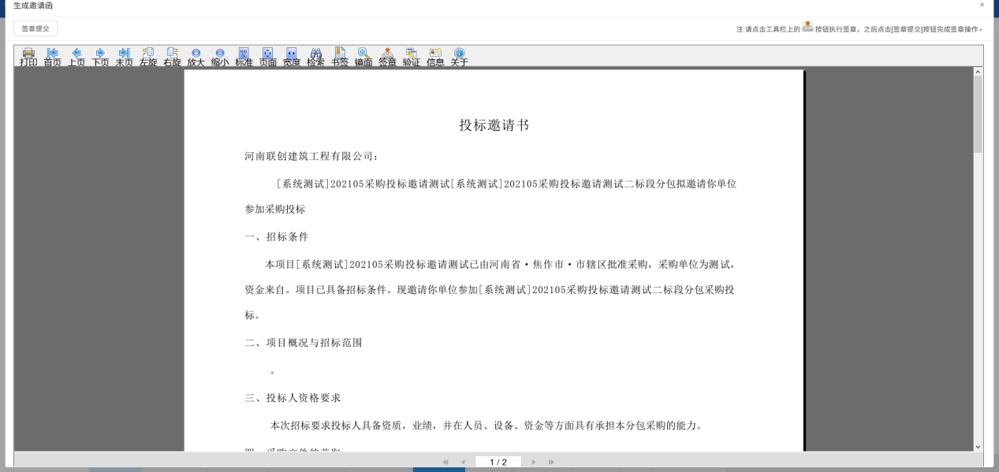 生成邀请函
×
签章提交
注:请点击工具栏上的 按钮执行签章，之后点击[签章提交]按钮完成签章操作。
打印 首页 上页 下页 末页 左旋 右旋 放大 缩小 标准 页面 宽度 检索 书签 镜面 签章 验证 信息 关于
投标邀请书
河南联创建筑工程有限公司：
[系统测试]202105采购投标邀请测试[系统测试]202105采购投标邀请测试二标段分包拟邀请你单位
参加采购投标
一、招标条件
本项目[系统测试]202105采购投标邀请测试已由河南省·焦作市·市辖区批准采购，采购单位为测试，
资金来自。项目已具备招标条件。现邀请你单位参加[系统测试]202105采购投标邀请测试二标段分包采购投
标。
二、项目概况与招标范围
。
三、投标人资格要求
本次招标要求投标人具备资质，业绩，并在人员、设备、资金等方面具有承担本分包采购的能力。
四、采购文件的获取
1 / 2